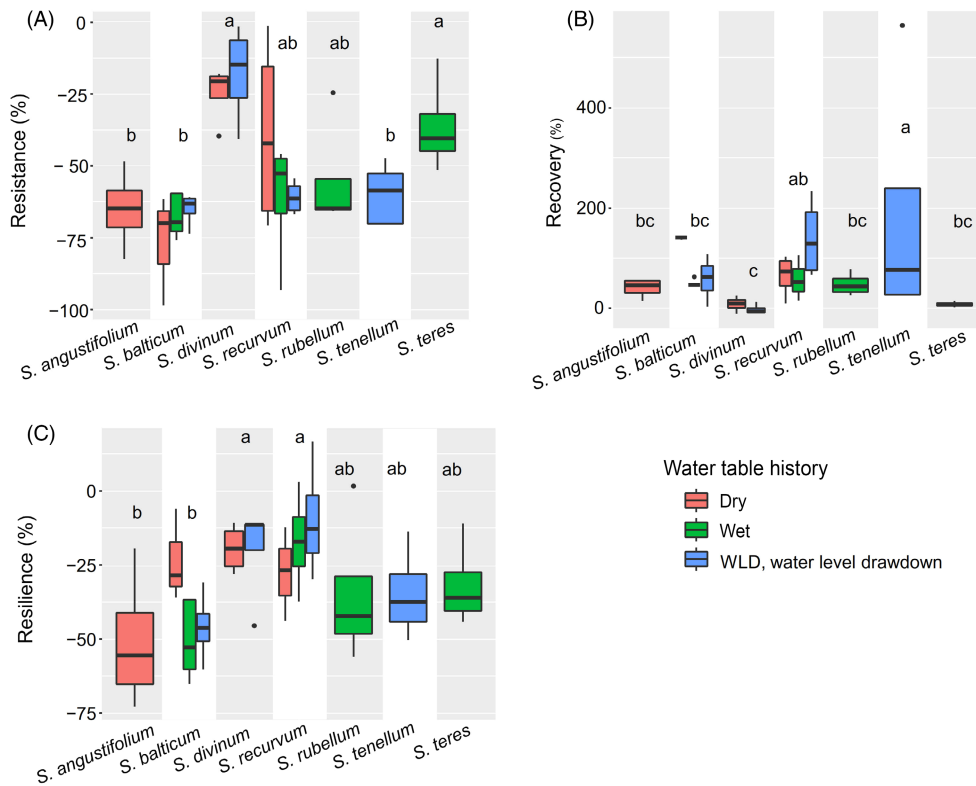 (A)
Resistance (%)
0
−25
−50
−75
−100
b
b
a
ab
ab
b
a
S. angustifolium
S. balticum
S. divinum
S. recurvum
S. rubellum
S. tenellum
S. teres
(B)
Recovery (%)
400
200
0
bc
bc
c
ab
bc
a
bc
S. angustifolium
S. balticum
S. divinum
S. recurvum
S. rubellum
S. tenellum
S. teres
(C)
Resilience (%)
0
−25
−50
−75
b
b
a
a
ab
ab
ab
S. angustifolium
S. balticum
S. divinum
S. recurvum
S. rubellum
S. tenellum
S. teres
Water table history
Dry
Wet
WLD, water level drawdown